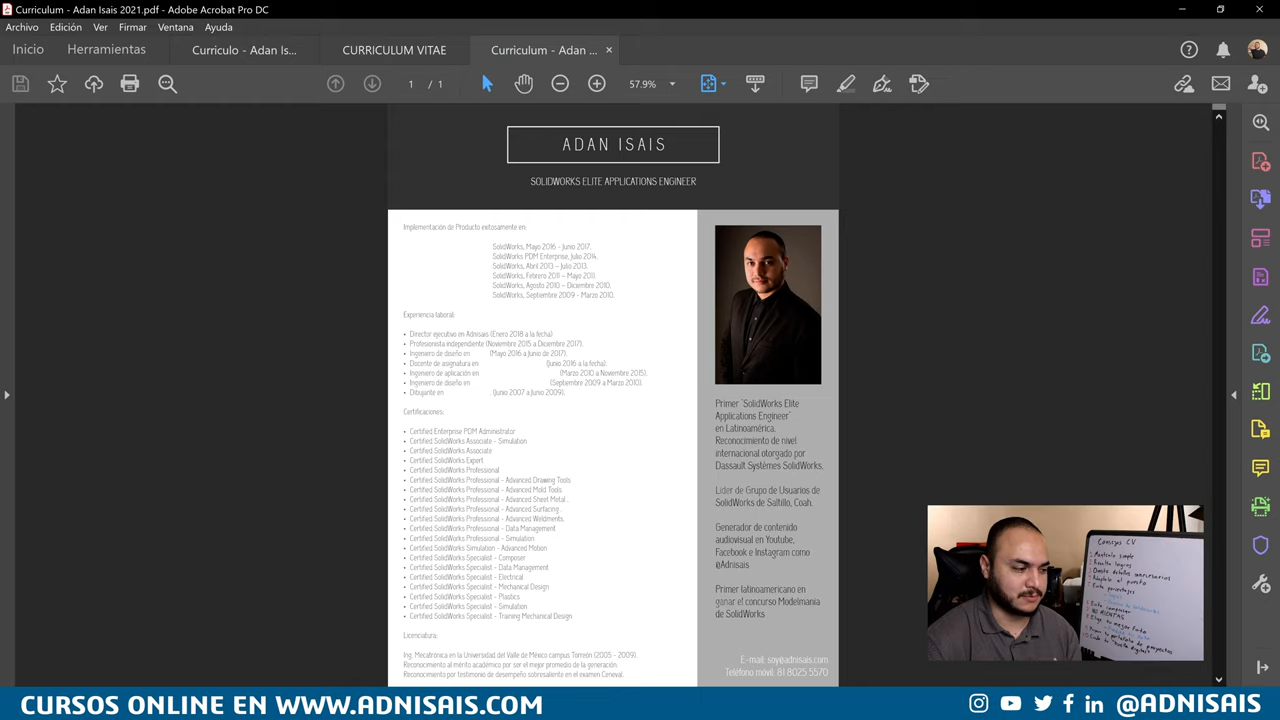 Curriculum - Adan Isais 2021.pdf - Adobe Acrobat Pro DC
Archivo Edición Ver Firmar Ventana Ayuda
Inicio Herramientas Curriculo - Adan Is... CURRICULUM VITAE Curriculum - Adan ... ×
1 / 1 57.9%
ADAN ISAIS
SOLIDWORKS ELITE APPLICATIONS ENGINEER
Implementación de Producto exitosamente en:
SolidWorks, Mayo 2016 - Junio 2017.
SolidWorks PDM Enterprise, Julio 2014.
SolidWorks, Abril 2013 – Julio 2013.
SolidWorks, Febrero 2011 – Mayo 2011.
SolidWorks, Agosto 2010 – Diciembre 2010.
SolidWorks, Septiembre 2009 - Marzo 2010.
Experiencia laboral:
• Director ejecutivo en Adnisais (Enero 2018 a la fecha)
• Profesionista independiente (Noviembre 2015 a Diciembre 2017).
• Ingeniero de diseño en (Mayo 2016 a Junio de 2017).
• Docente de asignatura en (Junio 2016 a la fecha).
• Ingeniero de aplicación en (Marzo 2010 a Noviembre 2015).
• Ingeniero de diseño en (Septiembre 2009 a Marzo 2010).
• Dibujante en (Junio 2007 a Junio 2009).
Certificaciones:
• Certified Enterprise PDM Administrator
• Certified SolidWorks Associate - Simulation
• Certified SolidWorks Associate
• Certified SolidWorks Expert
• Certified SolidWorks Professional
• Certified SolidWorks Professional - Advanced Drawing Tools
• Certified SolidWorks Professional - Advanced Mold Tools
• Certified SolidWorks Professional - Advanced Sheet Metal .
• Certified SolidWorks Professional - Advanced Surfacing .
• Certified SolidWorks Professional - Advanced Weldments.
• Certified SolidWorks Professional - Data Management
• Certified SolidWorks Professional - Simulation
• Certified SolidWorks Simulation - Advanced Motion
• Certified SolidWorks Specialist - Composer
• Certified SolidWorks Specialist - Data Management
• Certified SolidWorks Specialist - Electrical
• Certified SolidWorks Specialist - Mechanical Design
• Certified SolidWorks Specialist - Plastics
• Certified SolidWorks Specialist - Simulation
• Certified SolidWorks Specialist - Training Mechanical Design
Licenciatura:
Ing. Mecatrónica en la Universidad del Valle de México campus Torreón (2005 - 2009).
Reconocimiento al mérito académico por ser el mejor promedio de la generación.
Reconocimiento por testimonio de desempeño sobresaliente en el examen Ceneval.
Primer "SolidWorks Elite
Applications Engineer"
en Latinoamérica.
Reconocimiento de nivel
internacional otorgado por
Dassault Systèmes SolidWorks.
Líder de Grupo de Usuarios de
SolidWorks de Saltillo, Coah.
Generador de contenido
audiovisual en Youtube,
Facebook e Instagram como
@Adnisais
Primer latinoamericano en
ganar el concurso Modelmania
de SolidWorks
E-mail: soy@adnisais.com
Teléfono móvil: 81 8025 5570
Consejos CV
CURSOS ONLINE EN WWW.ADNISAIS.COM
@ADNISAIS